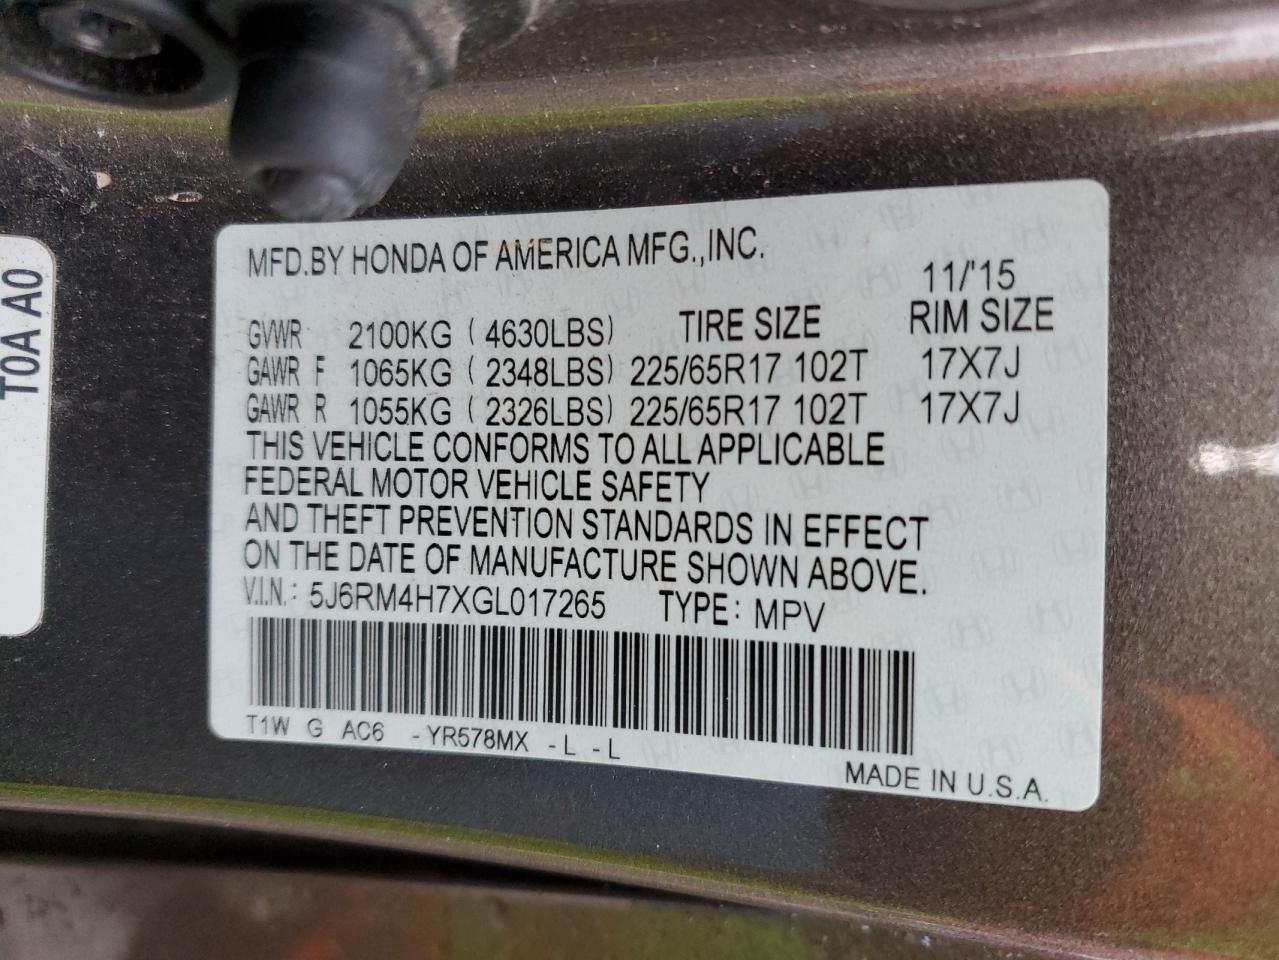 T0A A0
MFD.BY HONDA OF AMERICA MFG.,INC.
11/'15
GVWR 2100KG ( 4630LBS) TIRE SIZE RIM SIZE
GAWR F 1065KG ( 2348LBS) 225/65R17 102T 17X7J
GAWR R 1055KG ( 2326LBS) 225/65R17 102T 17X7J
THIS VEHICLE CONFORMS TO ALL APPLICABLE
FEDERAL MOTOR VEHICLE SAFETY
AND THEFT PREVENTION STANDARDS IN EFFECT
ON THE DATE OF MANUFACTURE SHOWN ABOVE.
V.I.N.: 5J6RM4H7XGL017265 TYPE: MPV
T1W G AC6 -YR578MX -L -L
MADE IN U.S.A.